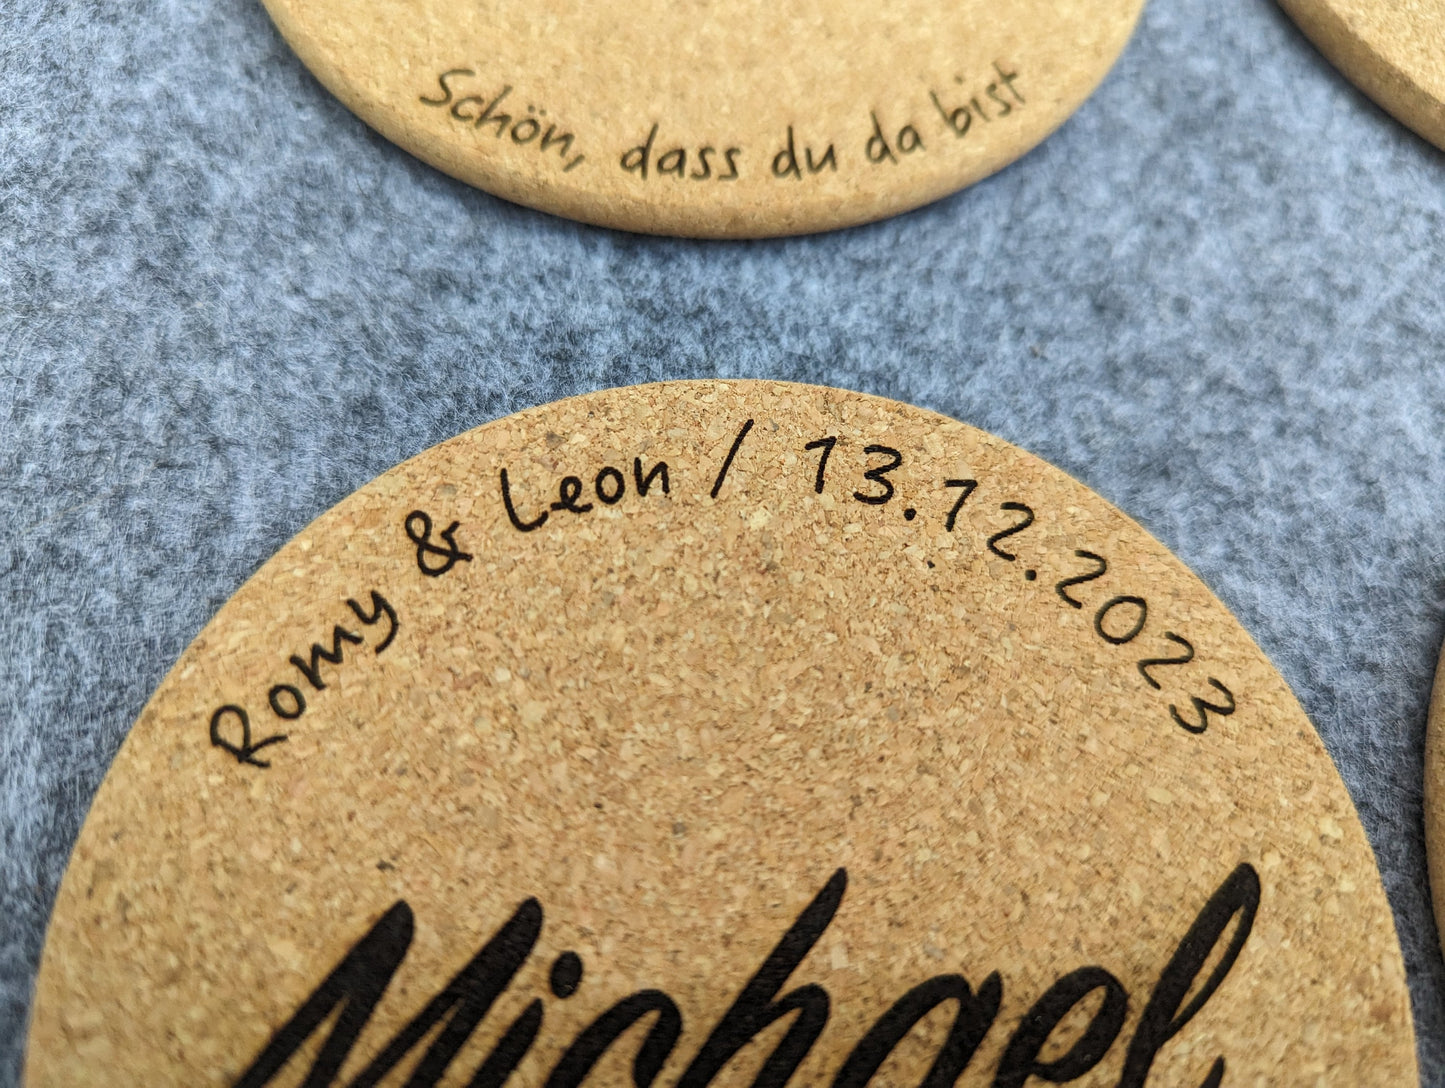 Schön, dass du da bist
Romy & Leon / 13.12.2023
Michael